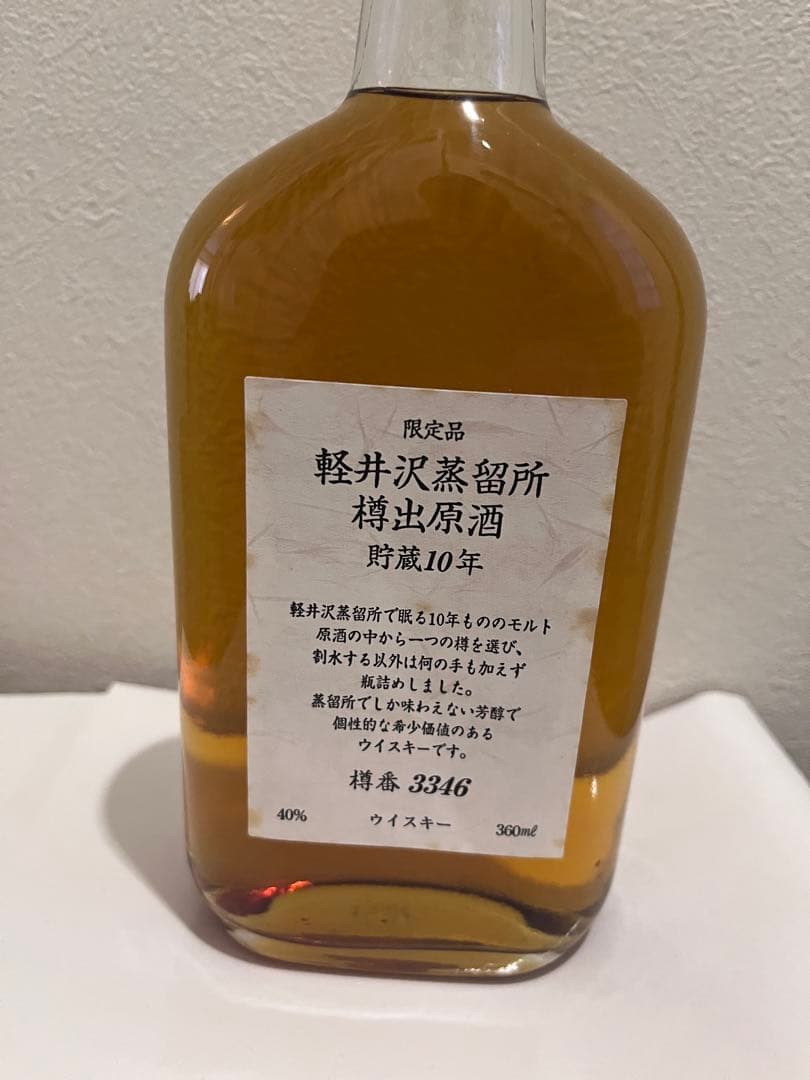 限定品
軽井沢蒸留所
樽出原酒
貯蔵10年
軽井沢蒸留所で眠る10年もののモルト
原酒の中から一つの樽を選び、
割水する以外は何の手も加えず
瓶詰めしました。
蒸留所でしか味わえない芳醇で
個性的な希少価値のある
ウイスキーです。
樽番 3346
40% ウイスキー 360㎖